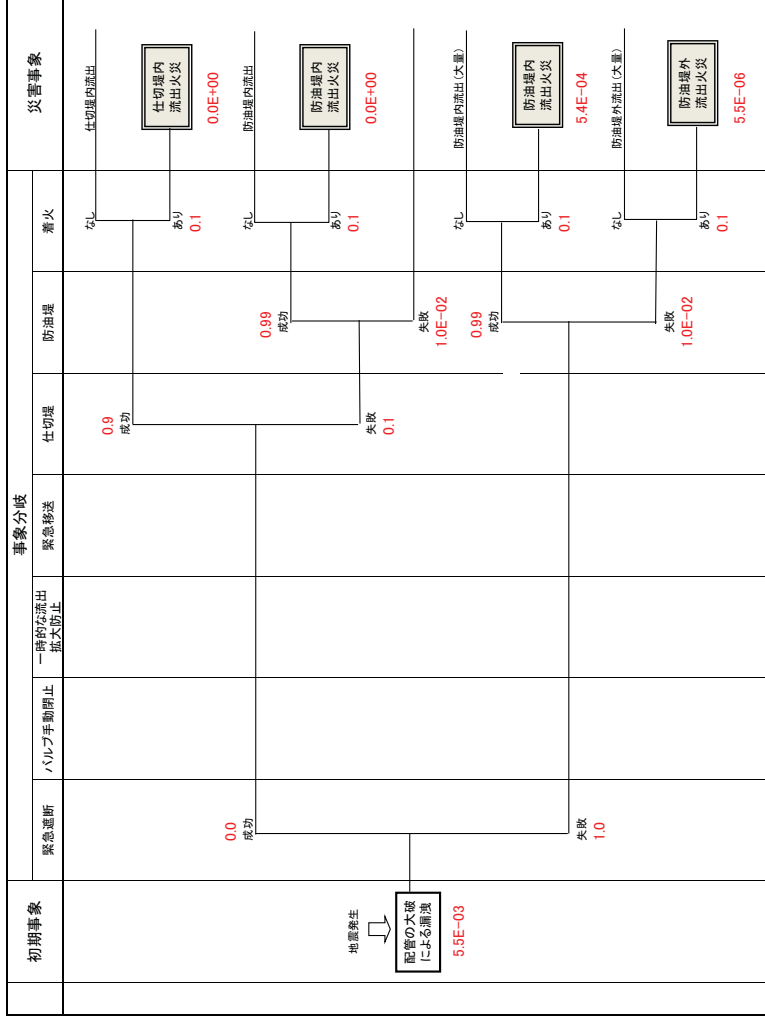 初期事象
事象分岐
災害事象
緊急遮断
バルブ手動閉止
一時的な流出
拡大防止
緊急移送
仕切堤
防油堤
着火
地震発生
配管の大破
による漏洩
5.5E-03
0.0
成功
失敗
1.0
0.9
成功
失敗
0.1
0.99
成功
失敗
1.0E-02
0.99
成功
失敗
1.0E-02
なし
あり
0.1
なし
あり
0.1
なし
あり
0.1
なし
あり
0.1
仕切堤内流出
仕切堤内
流出火災
0.0E+00
防油堤内流出
防油堤内
流出火災
0.0E+00
防油堤内流出(大量)
防油堤内
流出火災
5.4E-04
防油堤外流出(大量)
防油堤外
流出火災
5.5E-06